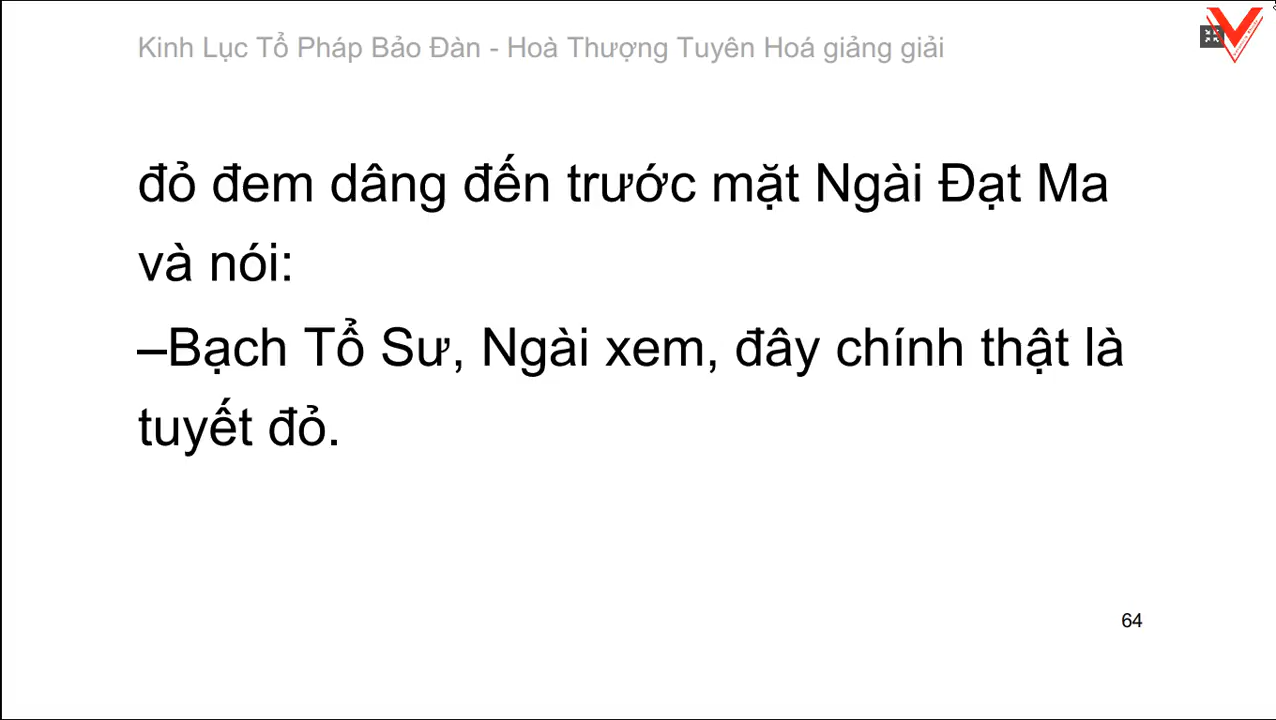 Kinh Lục Tổ Pháp Bảo Đàn - Hoà Thượng Tuyên Hoá giảng giải
đỏ đem dâng đến trước mặt Ngài Đạt Ma
và nói:
–Bạch Tổ Sư, Ngài xem, đây chính thật là
tuyết đỏ.
64